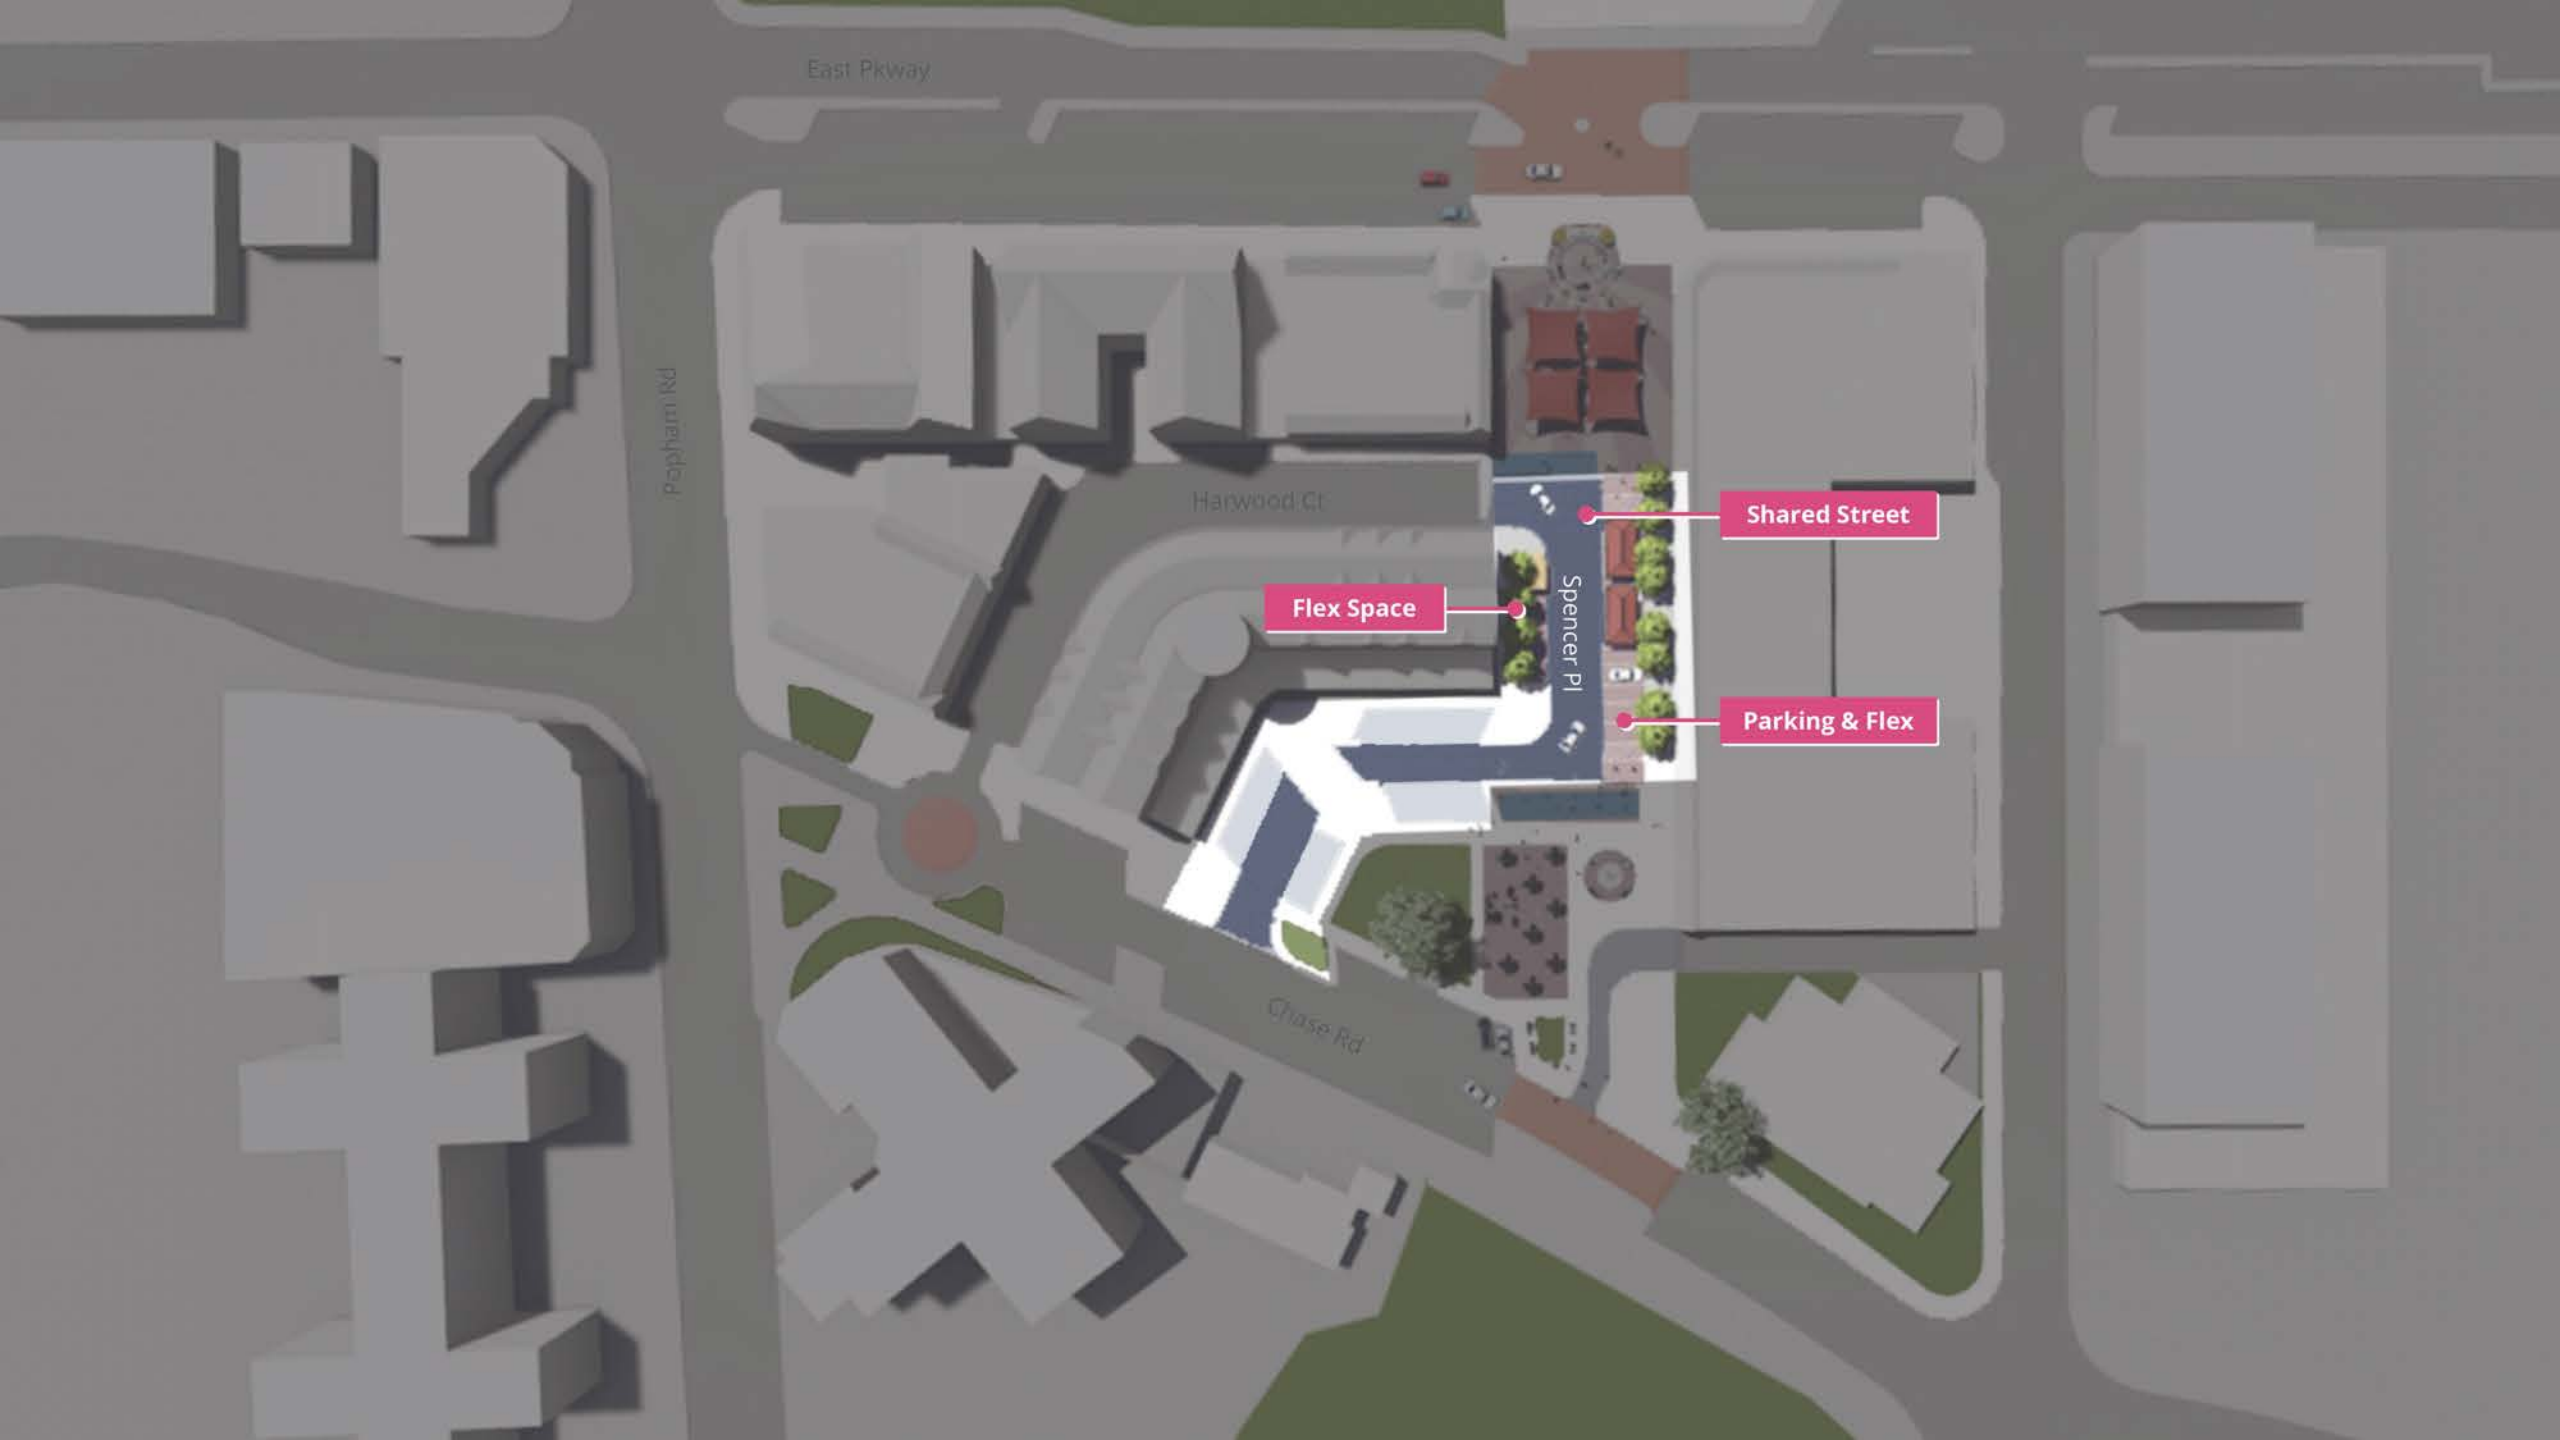 East Pkway
Popham Rd
Harwood Ct
Shared Street
Flex Space
Spencer Pl
Parking & Flex
Chase Rd